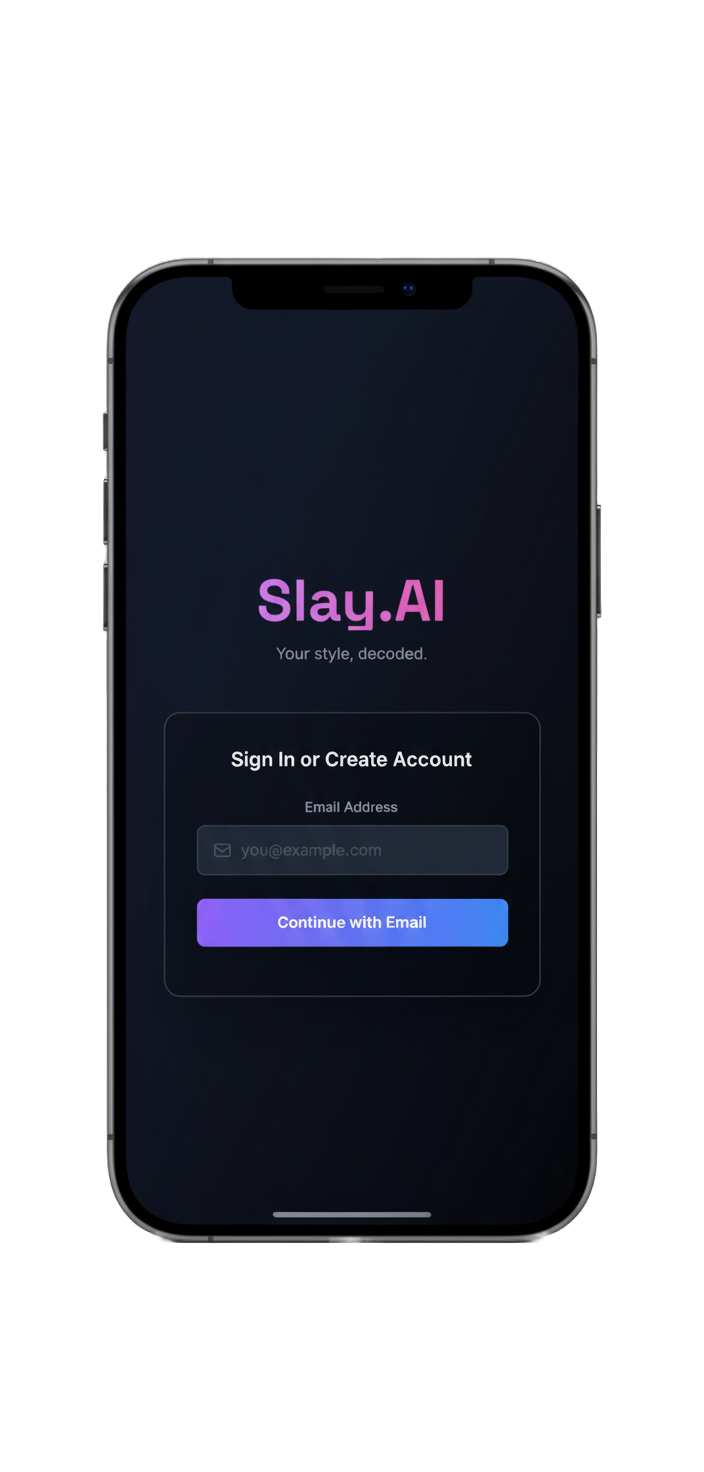 Slay.AI
Your style, decoded.
Sign In or Create Account
Email Address
you@example.com
Continue with Email